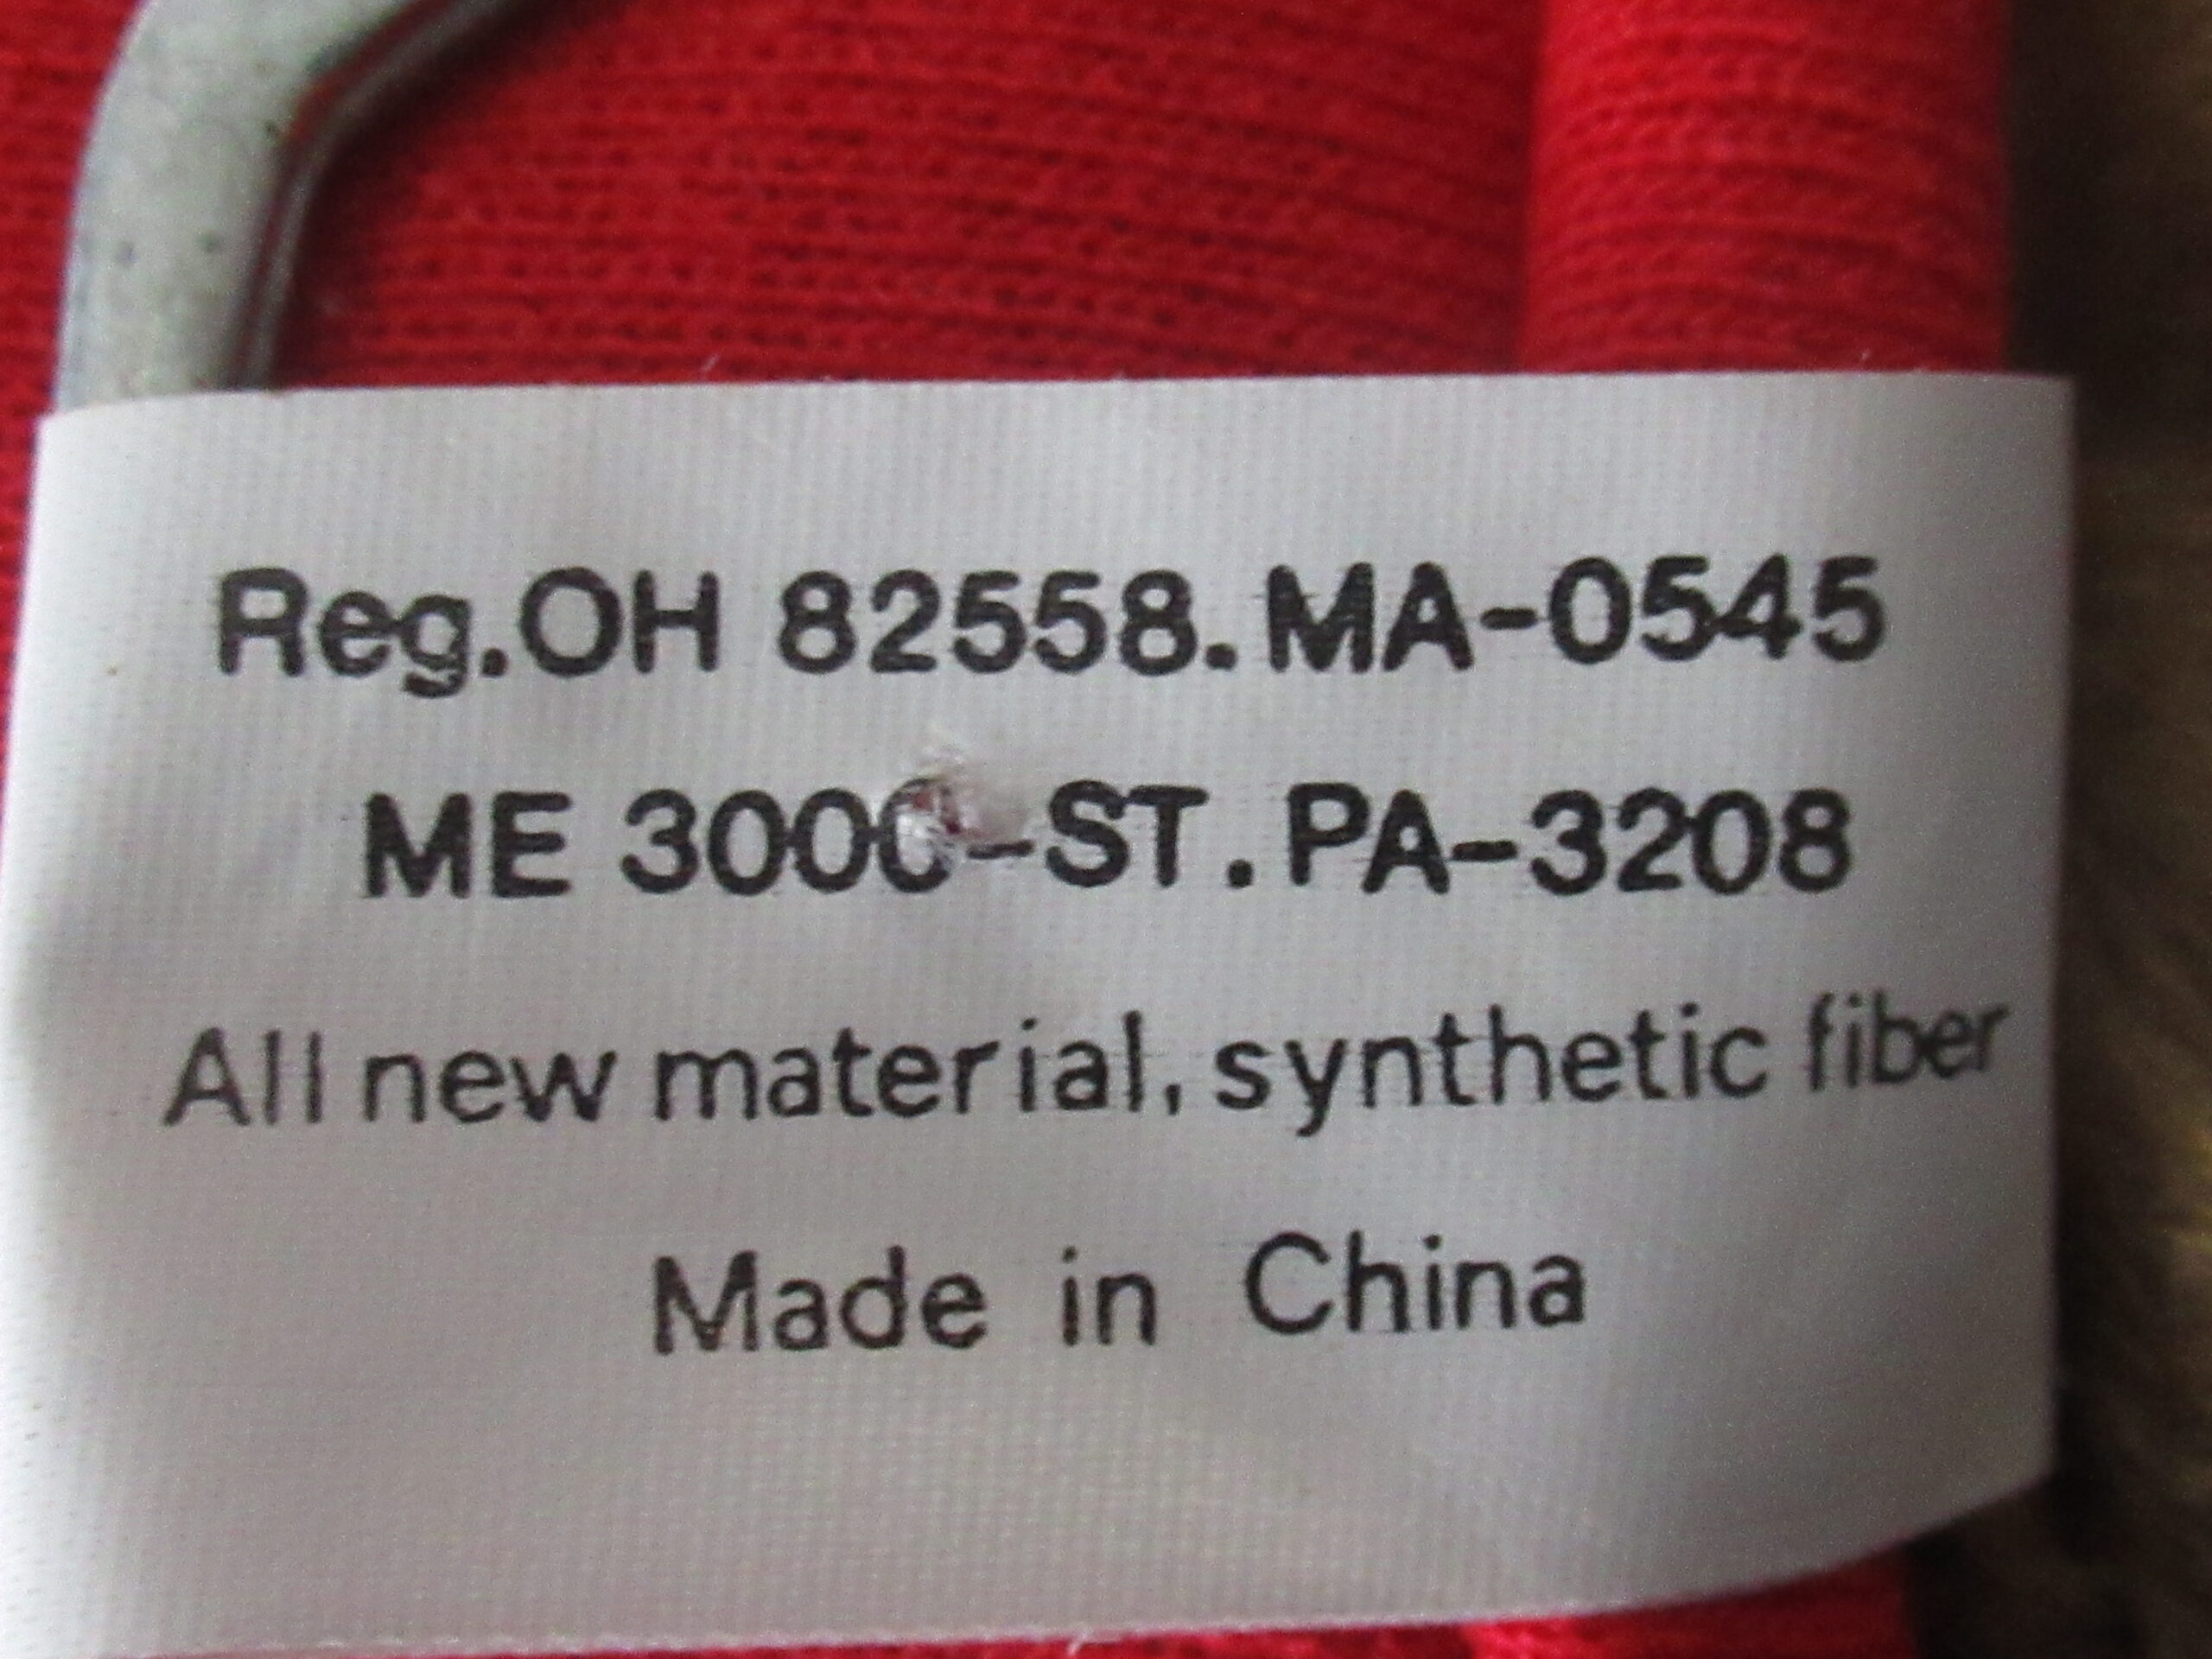 Reg.OH 82558.MA-0545
ME 3000-ST.PA-3208
All new material, synthetic fiber
Made in China